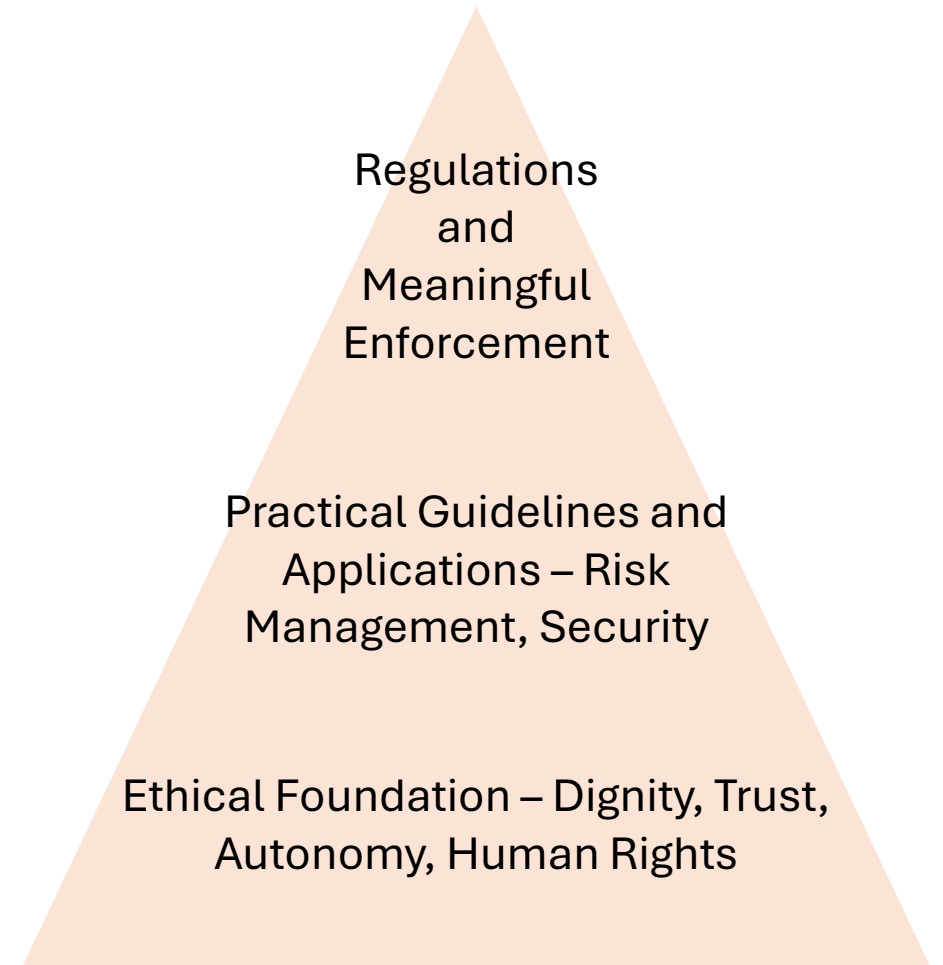 Regulations
and
Meaningful
Enforcement
Practical Guidelines and
Applications – Risk
Management, Security
Ethical Foundation – Dignity, Trust,
Autonomy, Human Rights